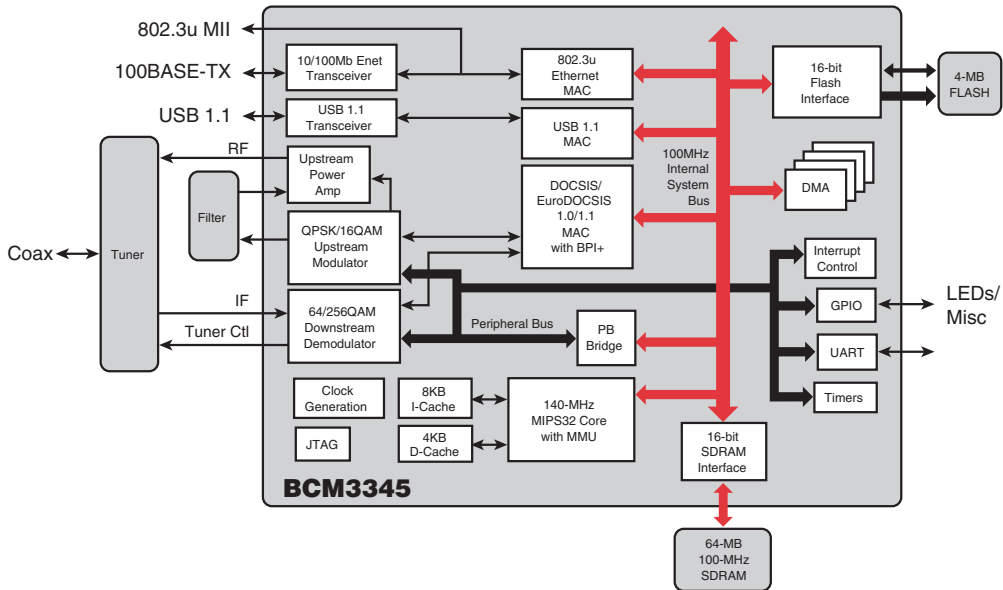 802.3u MII
100BASE-TX
USB 1.1
RF
Coax
Tuner
Filter
IF
Tuner Ctl
10/100Mb Enet
Transceiver
USB 1.1
Transceiver
Upstream
Power
Amp
QPSK/16QAM
Upstream
Modulator
64/256QAM
Downstream
Demodulator
802.3u
Ethernet
MAC
USB 1.1
MAC
DOCSIS/
EuroDOCSIS
1.0/1.1
MAC
with BPI+
100MHz
Internal
System
Bus
16-bit
Flash
Interface
4-MB
FLASH
DMA
Interrupt
Control
GPIO
LEDs/
Misc
UART
Timers
Peripheral Bus
PB
Bridge
Clock
Generation
JTAG
8KB
I-Cache
4KB
D-Cache
140-MHz
MIPS32 Core
with MMU
16-bit
SDRAM
Interface
BCM3345
64-MB
100-MHz
SDRAM